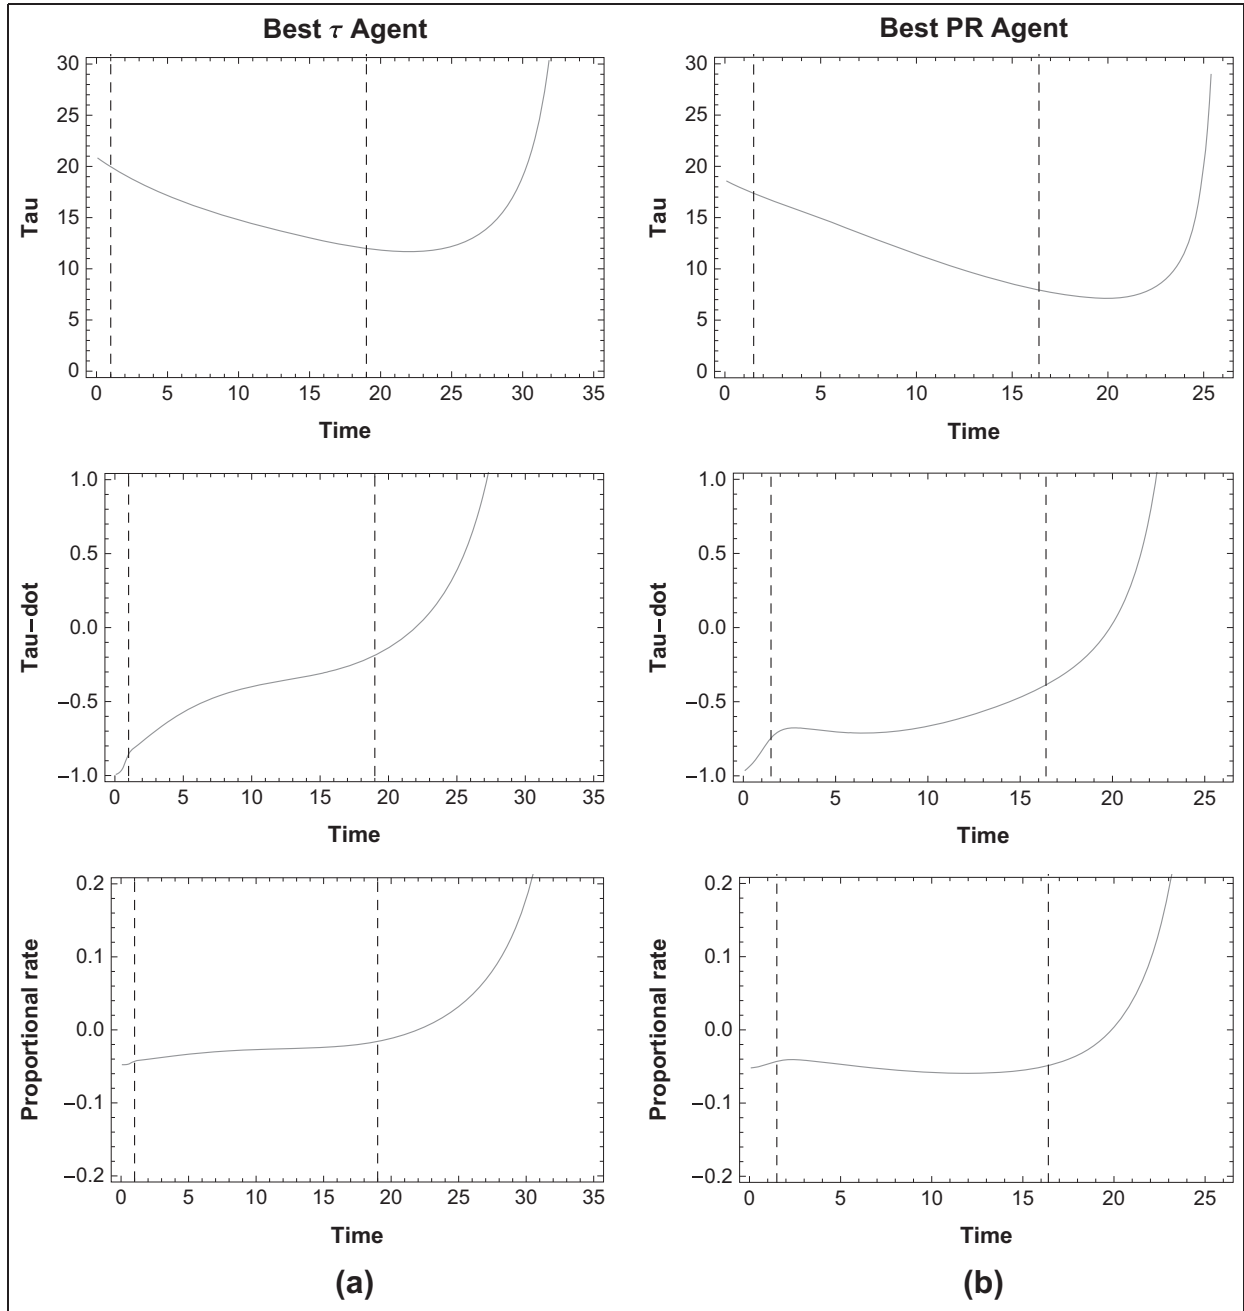 Best τ Agent
30
25
20
15
10
5
0
Tau
0 5 10 15 20 25 30 35
Time
1.0
0.5
0.0
−0.5
−1.0
Tau−dot
0 5 10 15 20 25 30 35
Time
0.2
0.1
0.0
−0.1
−0.2
Proportional rate
0 5 10 15 20 25 30 35
Time
(a)
Best PR Agent
30
25
20
15
10
5
0
Tau
0 5 10 15 20 25
Time
1.0
0.5
0.0
−0.5
−1.0
Tau−dot
0 5 10 15 20 25
Time
0.2
0.1
0.0
−0.1
−0.2
Proportional rate
0 5 10 15 20 25
Time
(b)